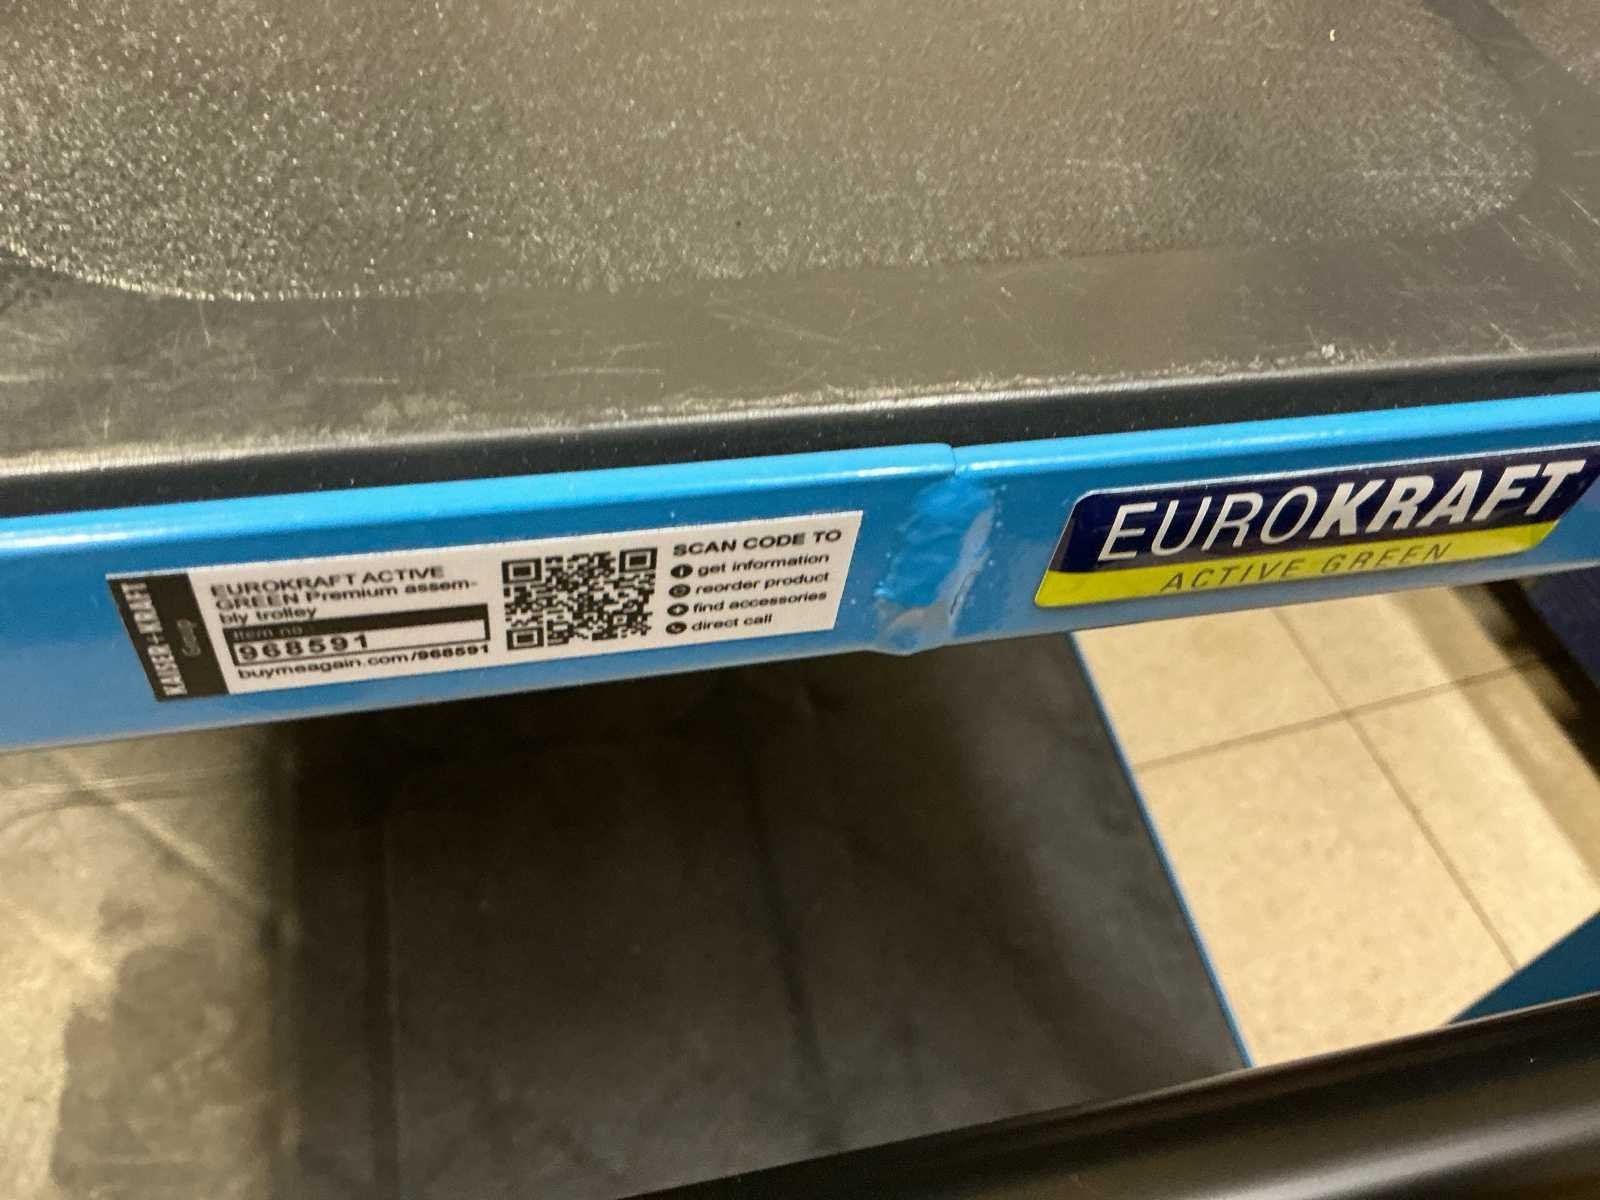 KAISER+KRAFT
Group
EUROKRAFT ACTIVE
GREEN Premium assem-
bly trolley
Item no
968591
buymeagain.com/968591
SCAN CODE TO
get information
reorder product
find accessories
direct call
EUROKRAFT
ACTIVE GREEN